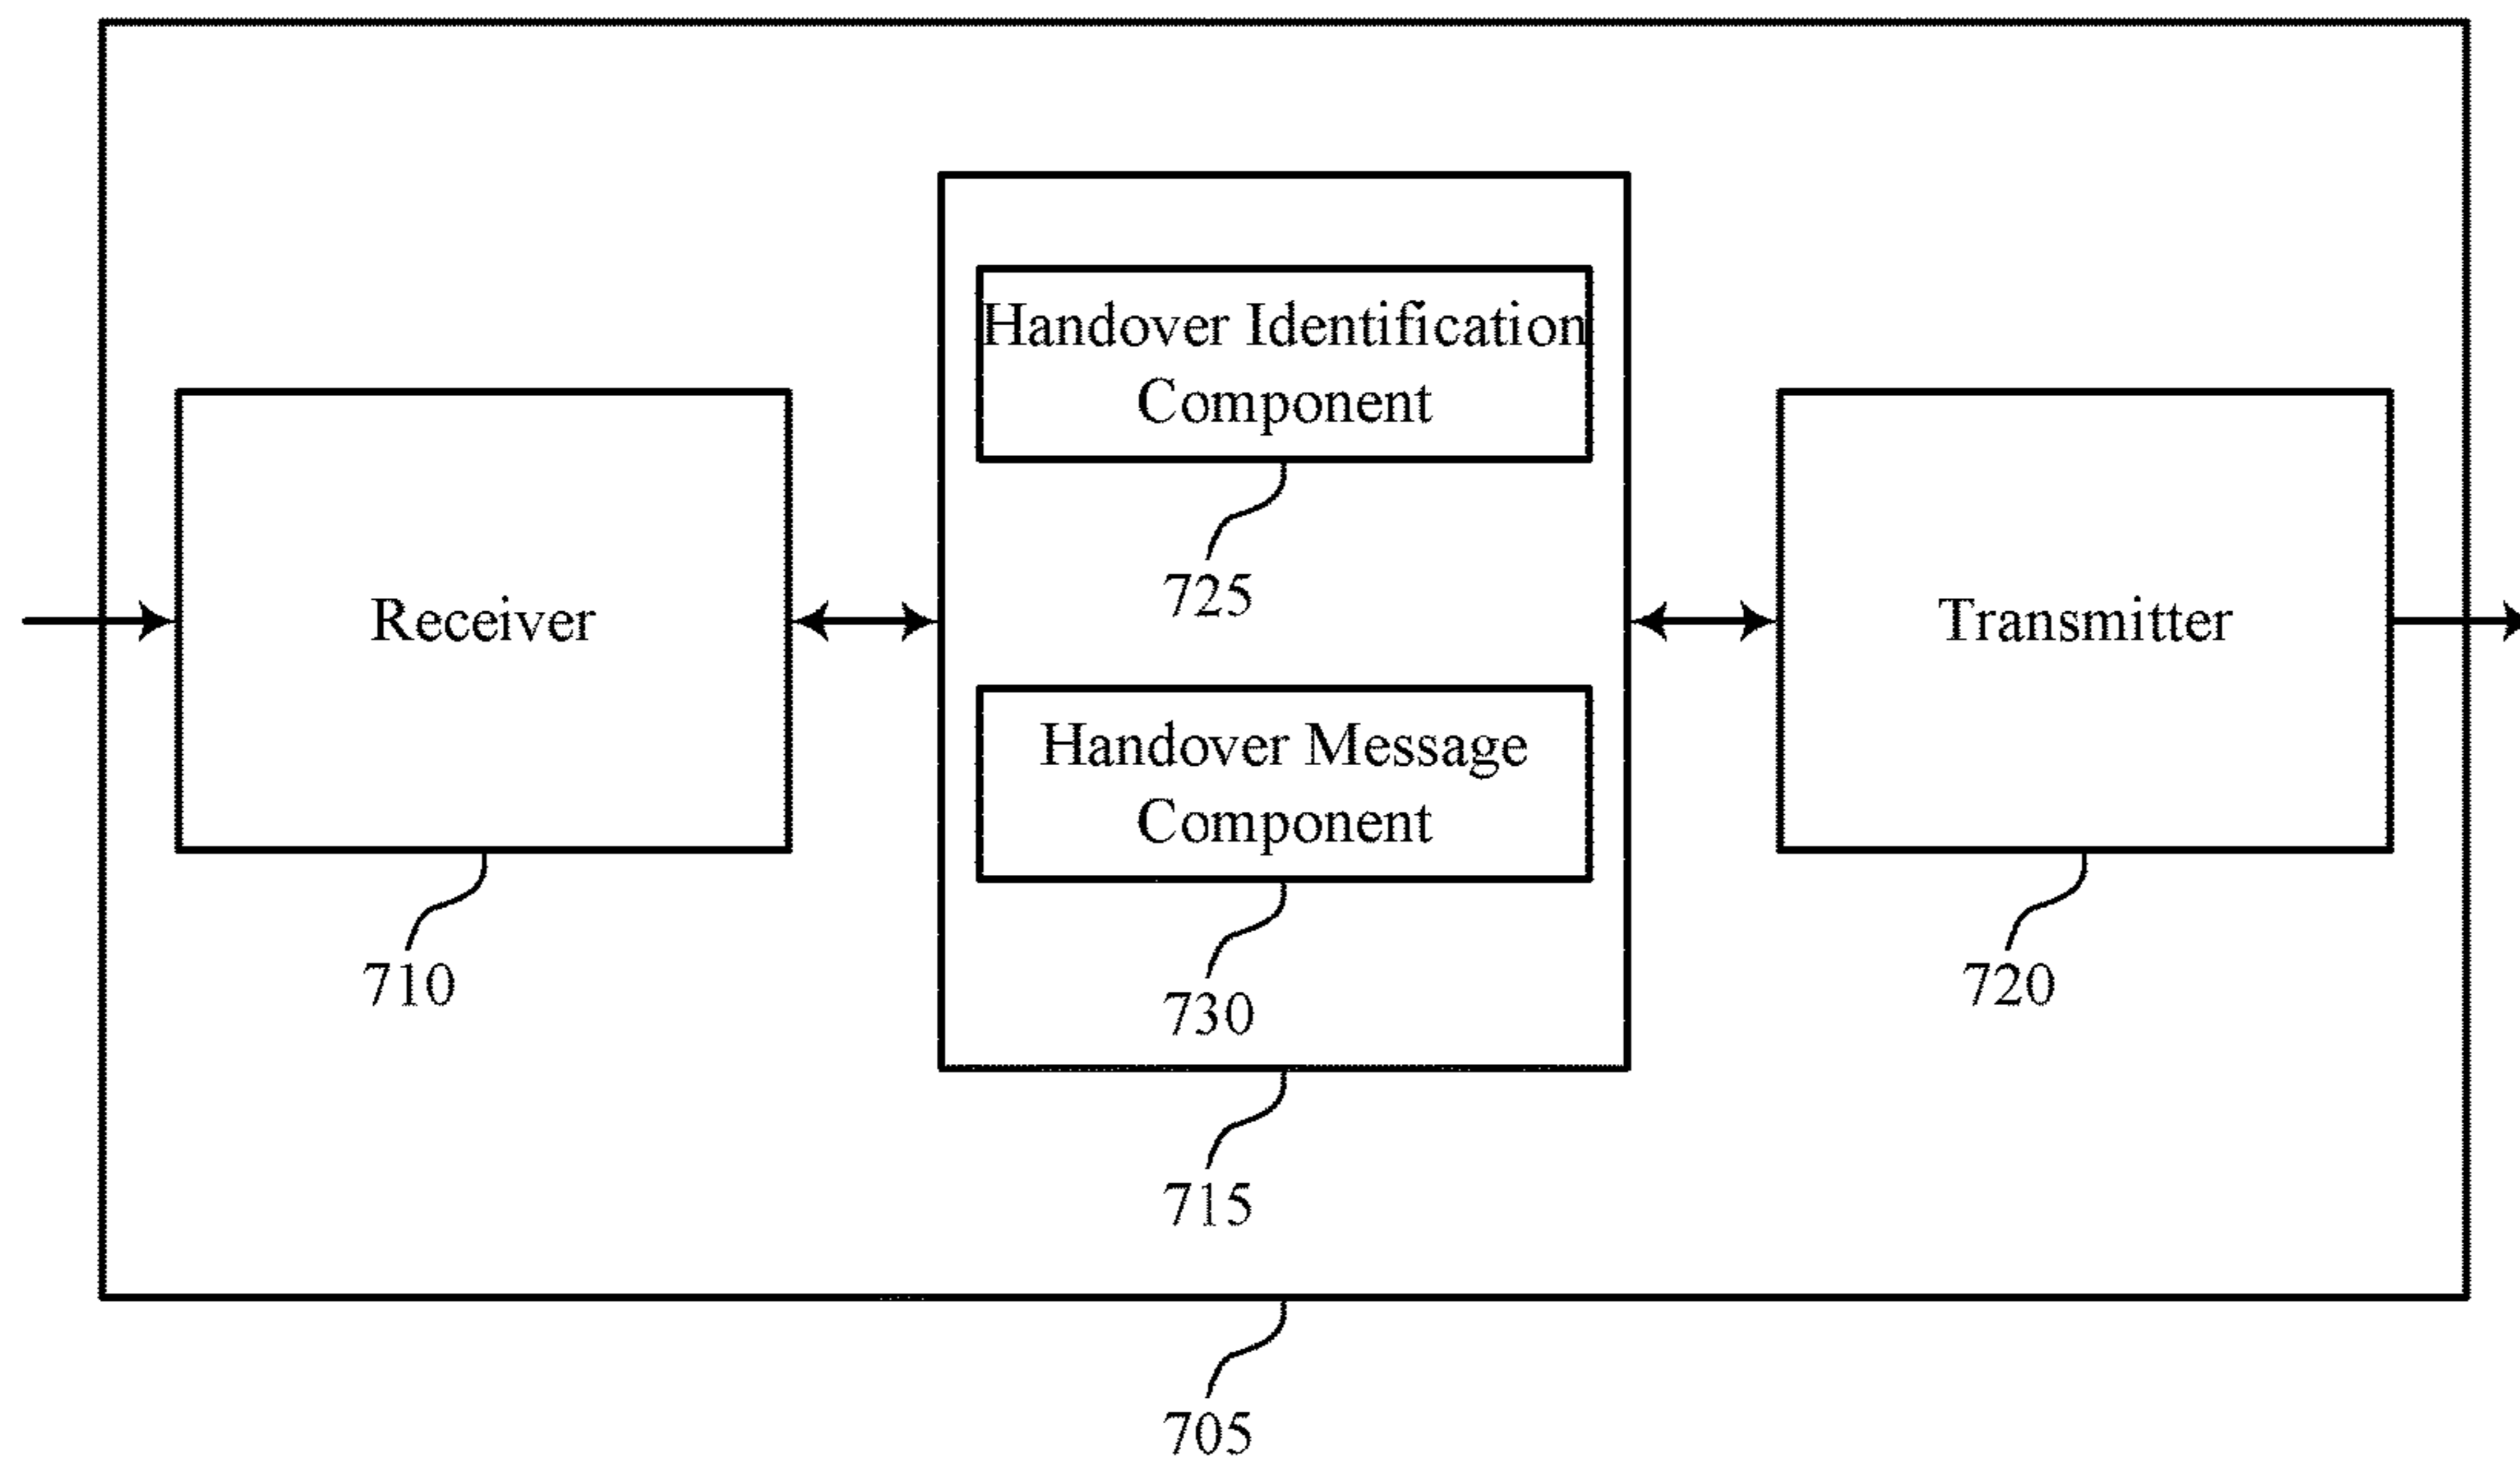 Handover Identification
Component
725
Receiver
710
Handover Message
Component
730
Transmitter
720
715
705